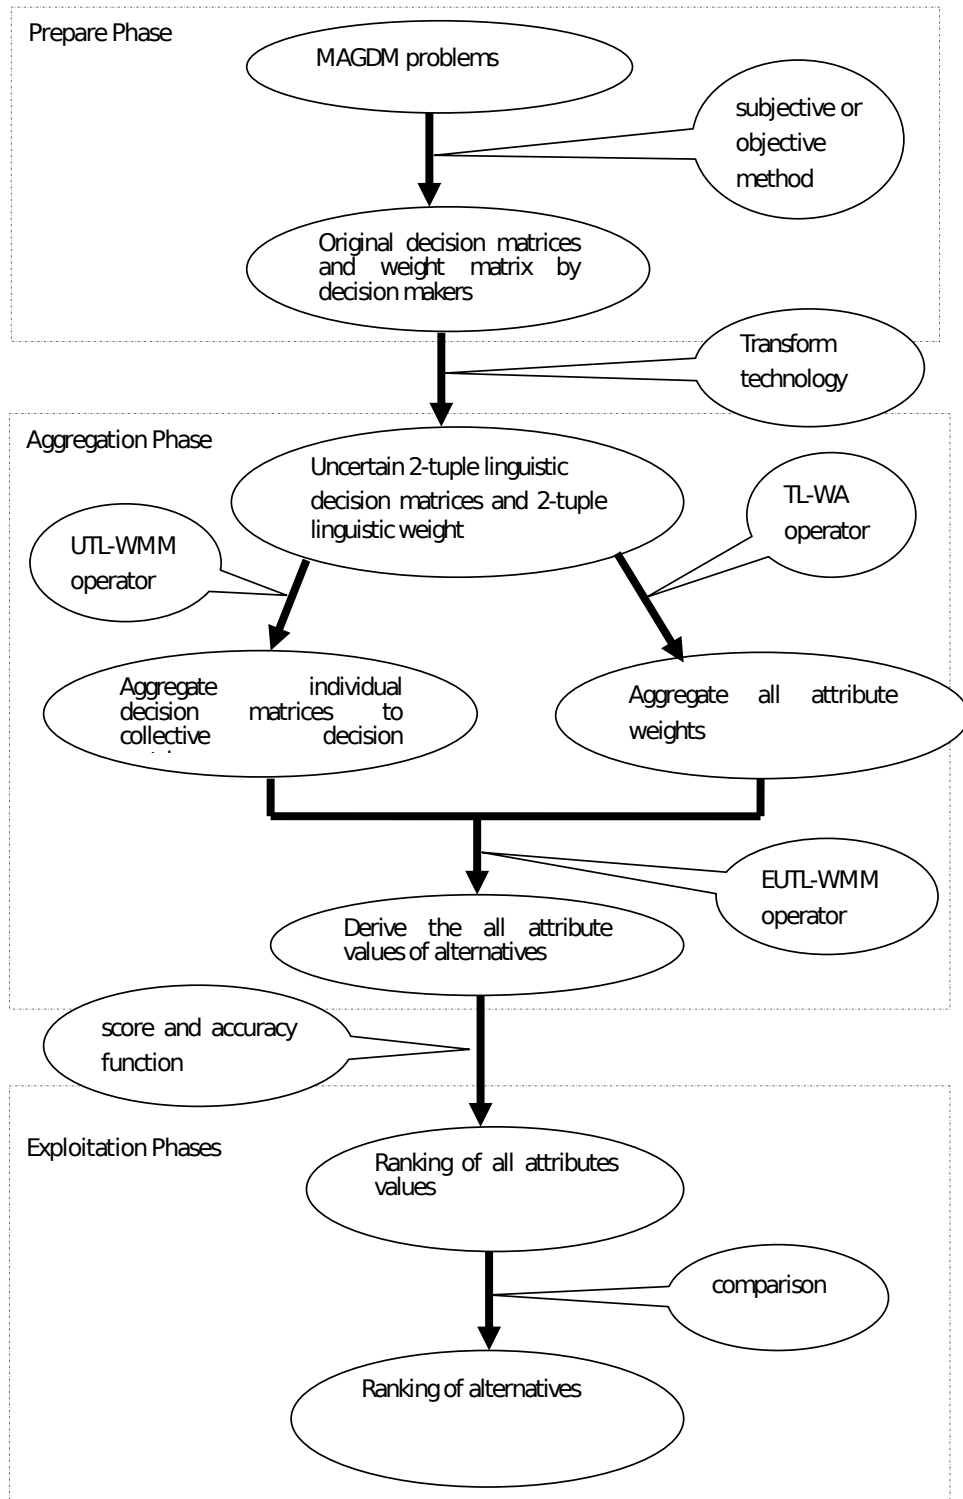 Prepare Phase
MAGDM problems
subjective or
objective
method
Original decision matrices
and weight matrix by
decision makers
Transform
technology
Aggregation Phase
Uncertain 2-tuple linguistic
decision matrices and 2-tuple
linguistic weight
TL-WA
operator
UTL-WMM
operator
Aggregate individual
decision matrices to
collective decision
Aggregate all attribute
weights
EUTL-WMM
operator
Derive the all attribute
values of alternatives
score and accuracy
function
Exploitation Phases
Ranking of all attributes
values
comparison
Ranking of alternatives